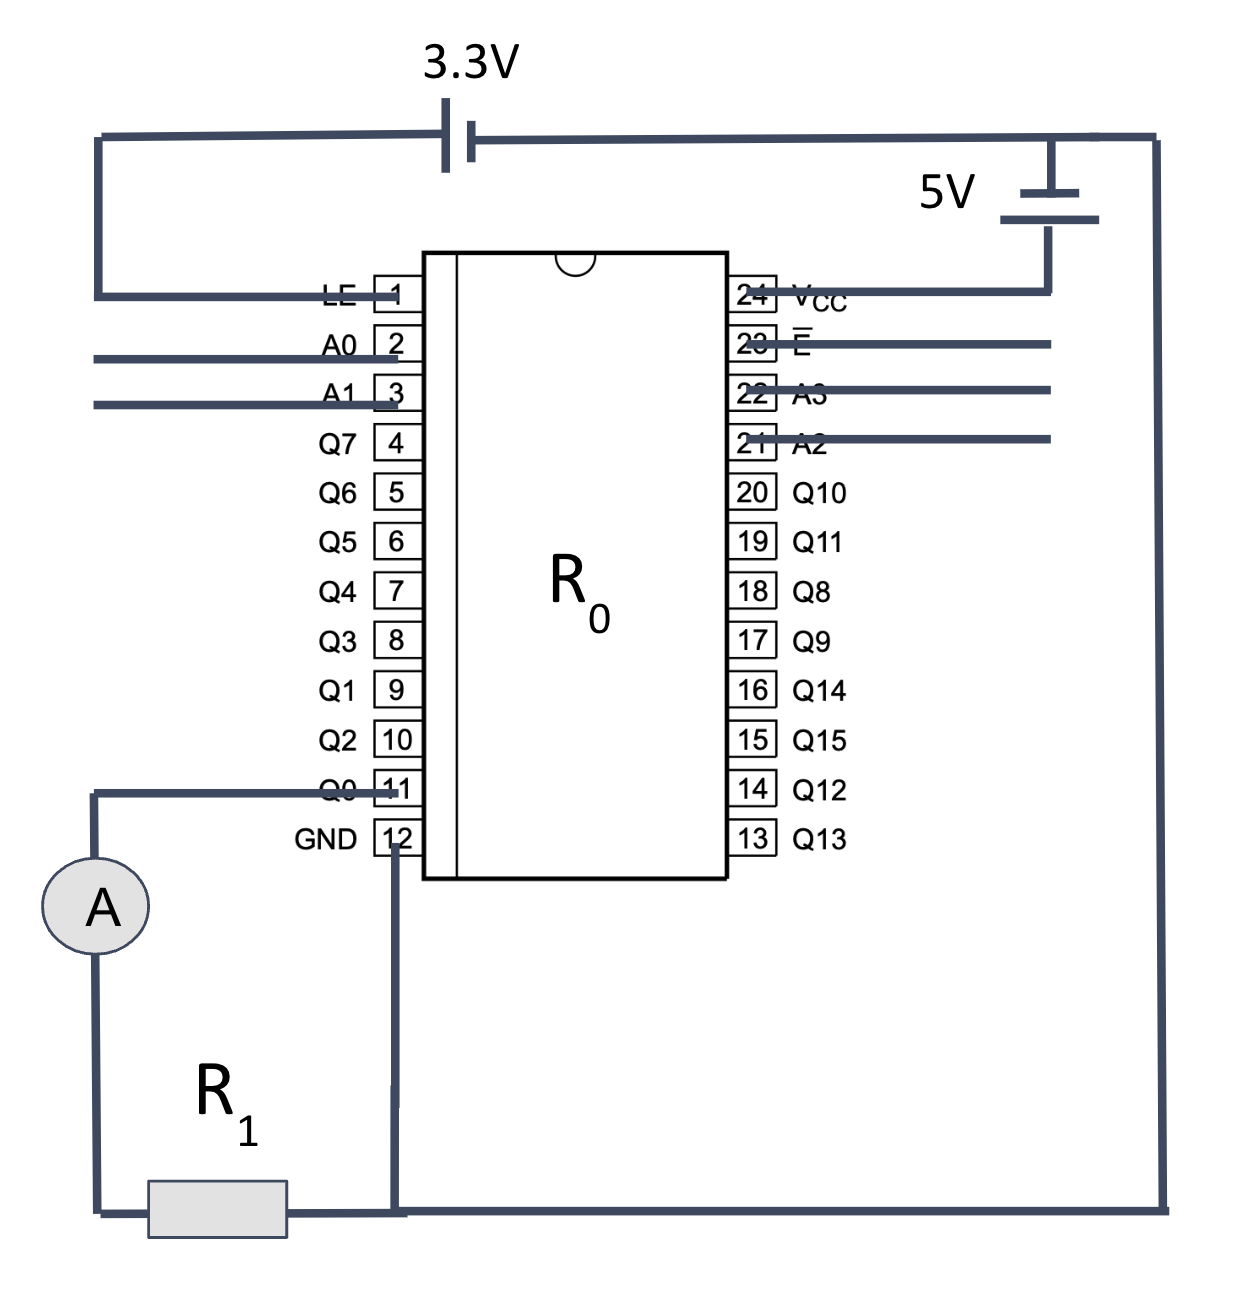 3.3V
5V
LE 1 24 VCC
A0 2 23 E̅
A1 3 22 A3
Q7 4 21 A2
Q6 5 20 Q10
Q5 6 19 Q11
Q4 7 18 Q8
Q3 8 17 Q9
Q1 9 16 Q14
Q2 10 15 Q15
Q0 11 14 Q12
GND 12 13 Q13
R0
A
R1